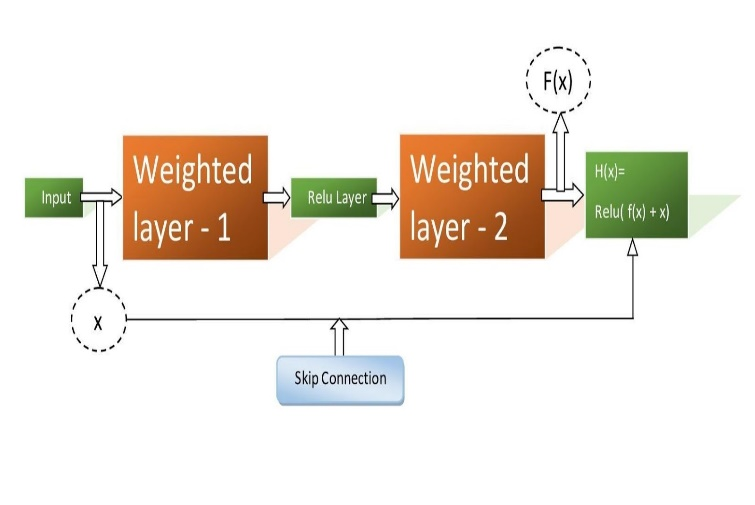 F(x)
Input
Weighted
layer - 1
Relu Layer
Weighted
layer - 2
H(x)=
Relu( f(x) + x)
x
Skip Connection